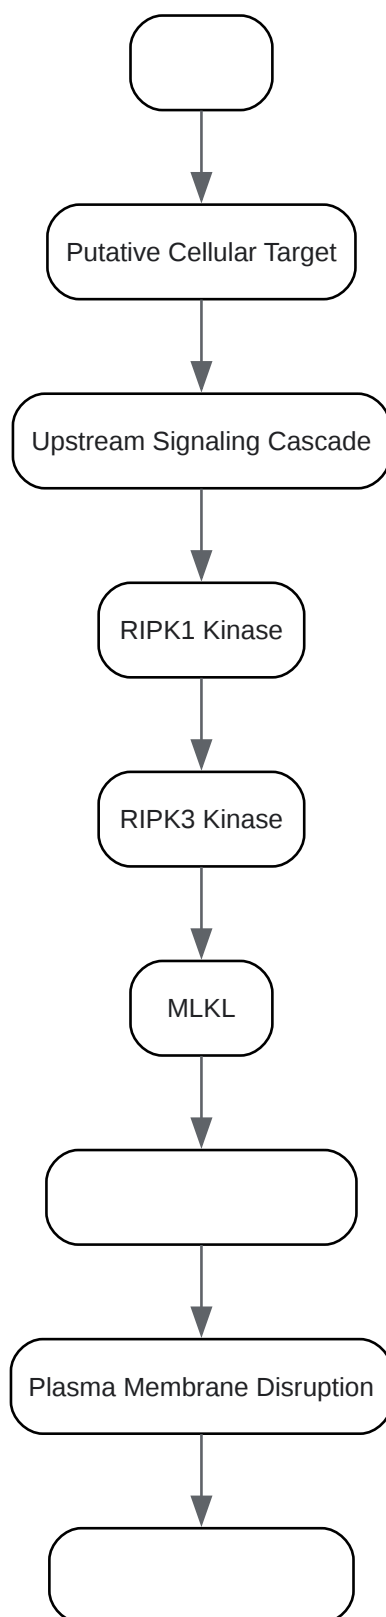 Putative Cellular Target
Upstream Signaling Cascade
RIPK1 Kinase
RIPK3 Kinase
MLKL
Plasma Membrane Disruption